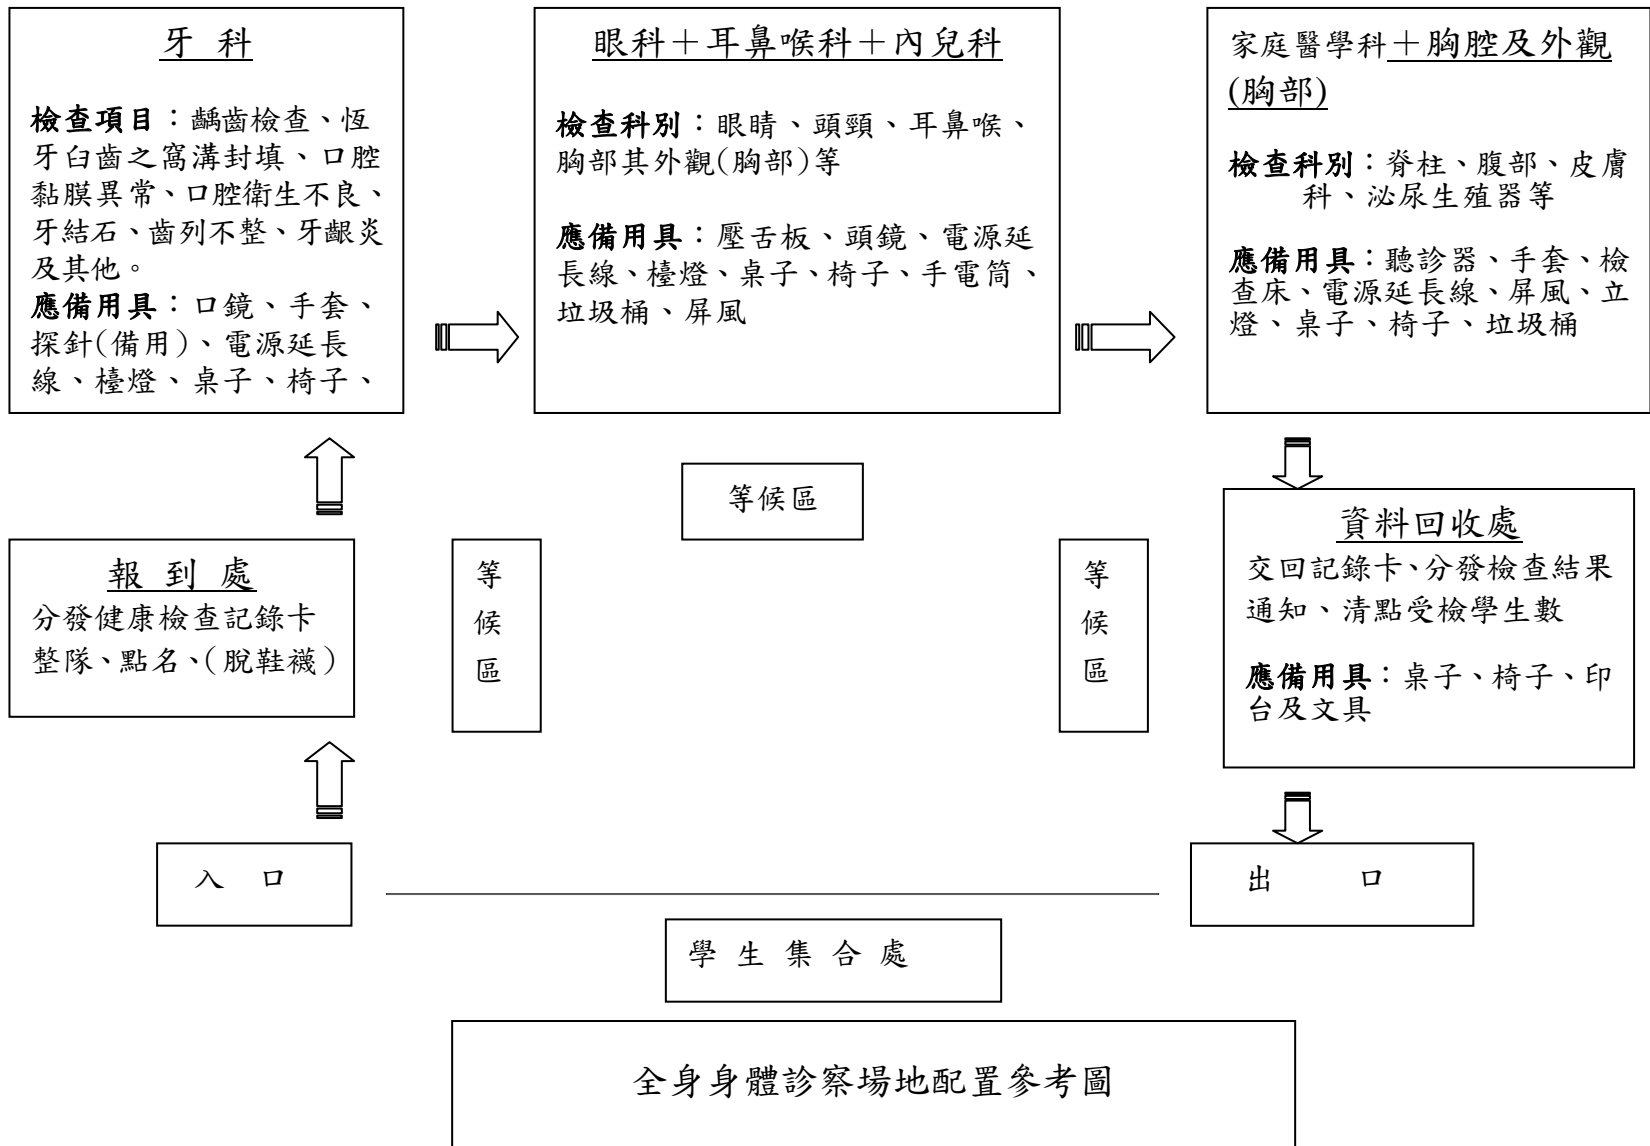 牙 科
檢查項目：齲齒檢查、恆
牙臼齒之窩溝封填、口腔
黏膜異常、口腔衛生不良、
牙結石、齒列不整、牙齦炎
及其他。
應備用具：口鏡、手套、
探針(備用)、電源延長
線、檯燈、桌子、椅子、
眼科＋耳鼻喉科＋內兒科
檢查科別：眼睛、頭頸、耳鼻喉、
胸部其外觀(胸部)等
應備用具：壓舌板、頭鏡、電源延
長線、檯燈、桌子、椅子、手電筒、
垃圾桶、屏風
家庭醫學科＋胸腔及外觀
(胸部)
檢查科別：脊柱、腹部、皮膚
科、泌尿生殖器等
應備用具：聽診器、手套、檢
查床、電源延長線、屏風、立
燈、桌子、椅子、垃圾桶
等候區
報 到 處
分發健康檢查記錄卡
整隊、點名、（脫鞋襪）
等
候
區
等
候
區
資料回收處
交回記錄卡、分發檢查結果
通知、清點受檢學生數
應備用具：桌子、椅子、印
台及文具
入 口
出 口
學 生 集 合 處
全身身體診察場地配置參考圖